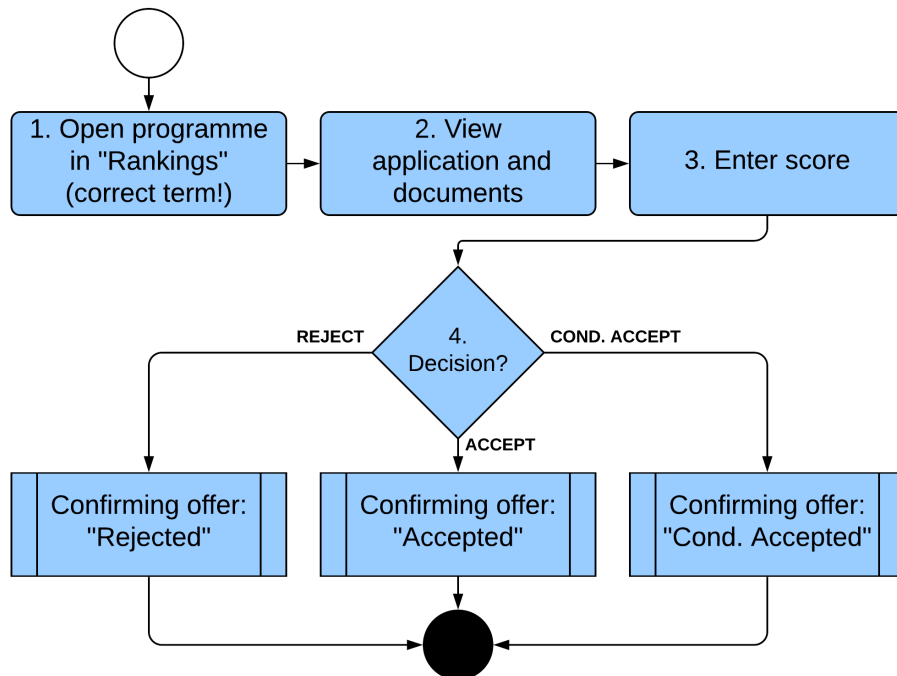 1. Open programme
in "Rankings"
(correct term!)
2. View
application and
documents
3. Enter score
4.
Decision?
REJECT
COND. ACCEPT
ACCEPT
Confirming offer:
"Rejected"
Confirming offer:
"Accepted"
Confirming offer:
"Cond. Accepted"